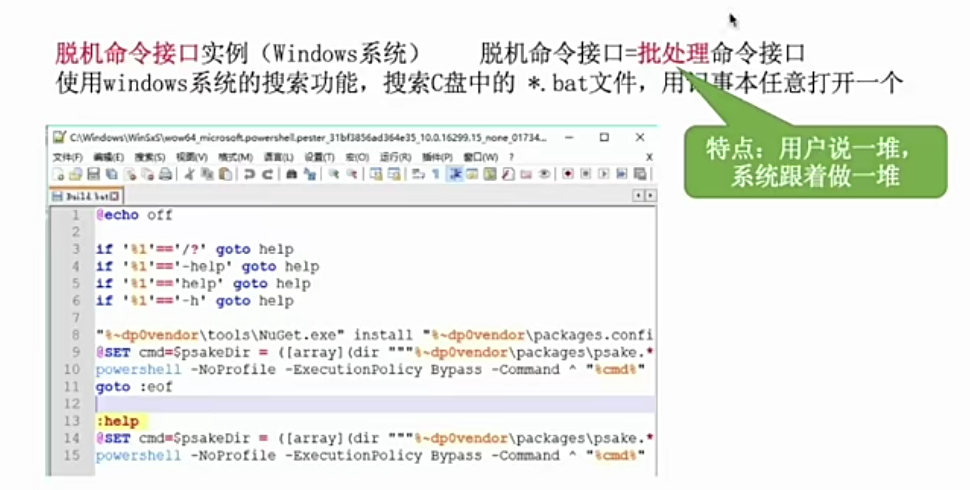 脱机命令接口实例（Windows系统） 脱机命令接口=批处理命令接口
使用windows系统的搜索功能，搜索C盘中的 *.bat文件，用记事本任意打开一个
特点：用户说一堆，
系统跟着做一堆
C:\Windows\WinSxS\wow64_microsoft.powershell.pester_31bf3856ad364e35_10.0.16299.15_none_01734...
文件(F) 编辑(E) 搜索(S) 视图(V) 格式(M) 语言(L) 设置(T) 宏(O) 运行(R) 插件(P) 窗口(W) ? X
Build.bat
1 @echo off
2
3 if '%1'=='/?' goto help
4 if '%1'=='-help' goto help
5 if '%1'=='help' goto help
6 if '%1'=='-h' goto help
7
8 "%~dp0vendor\tools\NuGet.exe" install "%~dp0vendor\packages.confi
9 @SET cmd=$psakeDir = ([array](dir """%~dp0vendor\packages\psake.*
10 powershell -NoProfile -ExecutionPolicy Bypass -Command ^ "%cmd%"
11 goto :eof
12
13 :help
14 @SET cmd=$psakeDir = ([array](dir """%~dp0vendor\packages\psake.*
15 powershell -NoProfile -ExecutionPolicy Bypass -Command ^ "%cmd%"